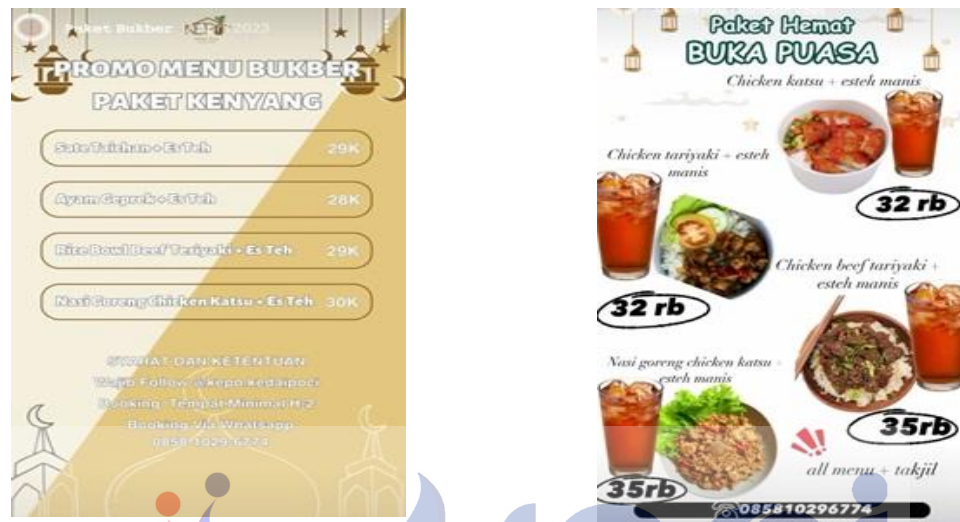 Paket Bukber 2023
PROMO MENU BUKBER
PAKET KENYANG
Sate Taichan + Es Teh 29K
Ayam Geprek + Es Teh 28K
Rice Bowl Beef Teriyaki + Es Teh 29K
Nasi Goreng Chicken Katsu + Es Teh 30K
SYARAT DAN KETENTUAN
Wajib Follow @kepo.kedaipoci
Booking Tempat Minimal H-2
Booking Via Whatsapp
0858-1029-6774
Paket Hemat
BUKA PUASA
Chicken katsu + esteh manis
32 rb
Chicken tariyaki + esteh
manis
32 rb
Chicken beef tariyaki +
esteh manis
35rb
Nasi goreng chicken katsu +
esteh manis
35rb
all menu + takjil
085810296774